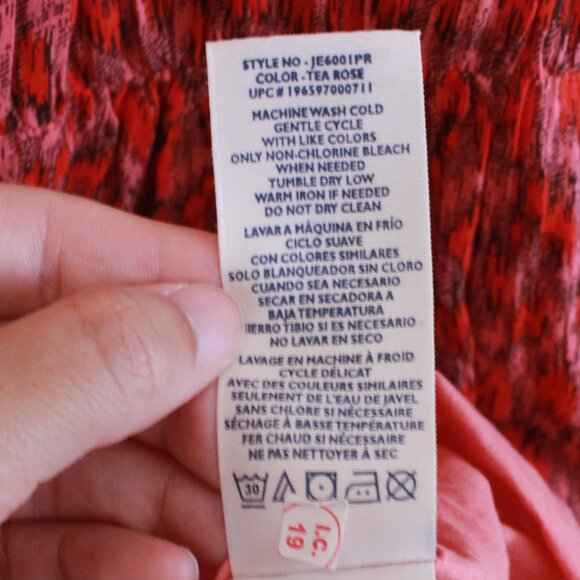 STYLE NO - JE6001PR
COLOR - TEA ROSE
UPC # 196597000711
MACHINE WASH COLD
GENTLE CYCLE
WITH LIKE COLORS
ONLY NON-CHLORINE BLEACH
WHEN NEEDED
TUMBLE DRY LOW
WARM IRON IF NEEDED
DO NOT DRY CLEAN
LAVAR A MÁQUINA EN FRÍO
CICLO SUAVE
CON COLORES SIMILARES
SOLO BLANQUEADOR SIN CLORO
CUANDO SEA NECESARIO
SECAR EN SECADORA A
BAJA TEMPERATURA
HIERRO TIBIO SI ES NECESARIO
NO LAVAR EN SECO
LAVAGE EN MACHINE À FROID
CYCLE DÉLICAT
AVEC DES COULEURS SIMILAIRES
SEULEMENT DE L'EAU DE JAVEL
SANS CHLORE SI NÉCESSAIRE
SÉCHAGE À BASSE TEMPÉRATURE
FER CHAUD SI NÉCESSAIRE
NE PAS NETTOYER À SEC
30
I.C.
19